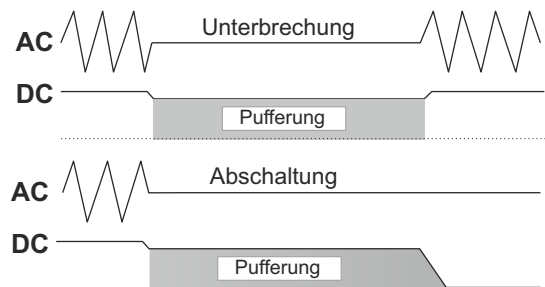 AC Unterbrechung
DC
Pufferung
AC Abschaltung
DC
Pufferung